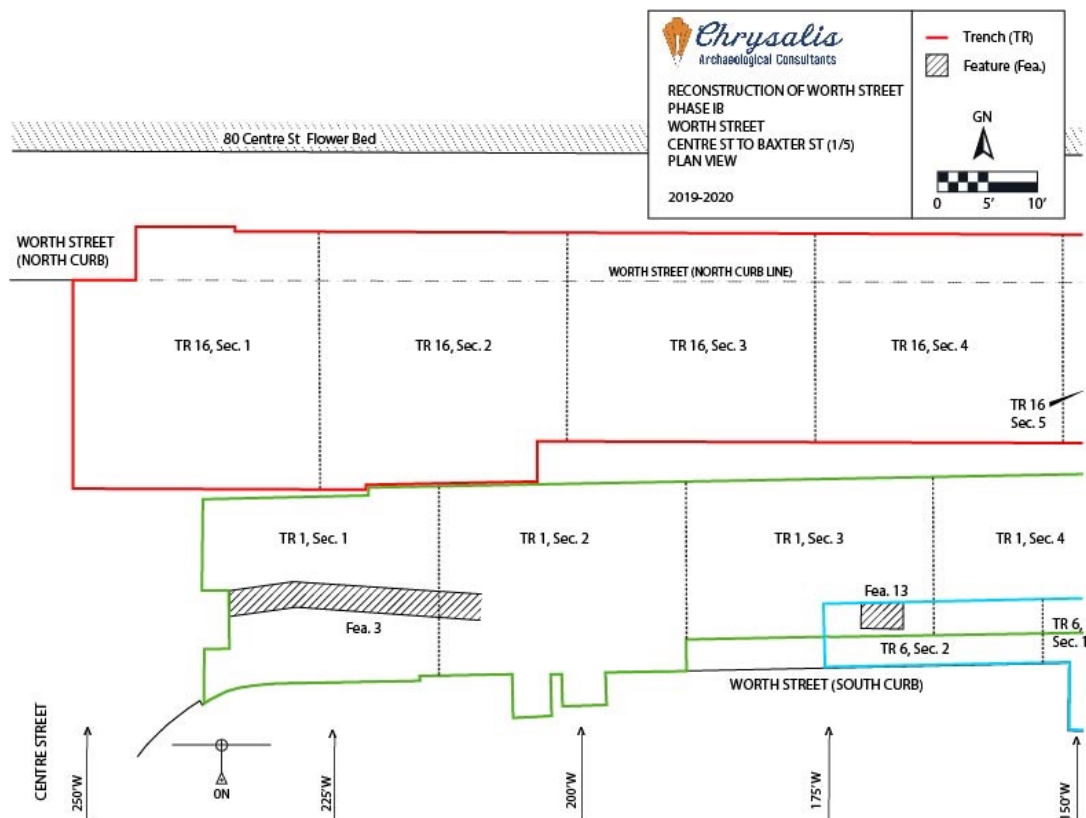 Chrysalis
Archaeological Consultants
RECONSTRUCTION OF WORTH STREET
PHASE IB
WORTH STREET
CENTRE ST TO BAXTER ST (1/5)
PLAN VIEW
2019-2020
Trench (TR)
Feature (Fea.)
GN
0 5' 10'
80 Centre St Flower Bed
WORTH STREET
(NORTH CURB)
WORTH STREET (NORTH CURB LINE)
TR 16, Sec. 1
TR 16, Sec. 2
TR 16, Sec. 3
TR 16, Sec. 4
TR 16
Sec. 5
TR 1, Sec. 1
TR 1, Sec. 2
TR 1, Sec. 3
TR 1, Sec. 4
Fea. 3
Fea. 13
TR 6,
Sec. 1
TR 6, Sec. 2
WORTH STREET (SOUTH CURB)
CENTRE STREET
250'W
0N
225'W
200'W
175'W
150'W